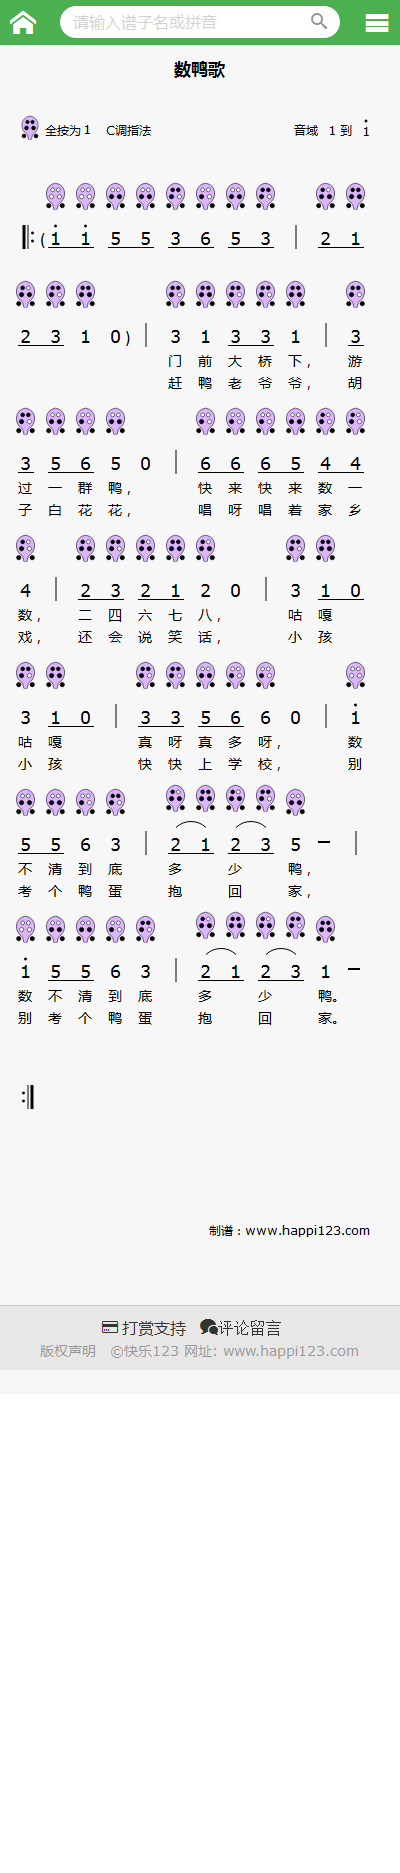 请输入谱子名或拼音
数鸭歌
全按为 1 C调指法 音域 1 到 1̇
𝄆 ( 1̇ 1̇ 5 5 3 6 5 3 | 2 1
2 3 1 0 ) | 3 1 3 3 1 | 3
门 前 大 桥 下， 游
赶 鸭 老 爷 爷， 胡
3 5 6 5 0 | 6 6 6 5 4 4
过 一 群 鸭， 快 来 快 来 数 一
子 白 花 花， 唱 呀 唱 着 家 乡
4 | 2 3 2 1 2 0 | 3 1 0
数， 二 四 六 七 八， 咕 嘎
戏， 还 会 说 笑 话， 小 孩
3 1 0 | 3 3 5 6 6 0 | 1̇
咕 嘎 真 呀 真 多 呀， 数
小 孩 快 快 上 学 校， 别
5 5 6 3 | 2 1 2 3 5 – |
不 清 到 底 多 少 鸭，
考 个 鸭 蛋 抱 回 家，
1̇ 5 5 6 3 | 2 1 2 3 1 –
数 不 清 到 底 多 少 鸭。
别 考 个 鸭 蛋 抱 回 家。
𝄇
制谱：www.happi123.com
打赏支持 评论留言
版权声明 ©快乐123 网址: www.happi123.com